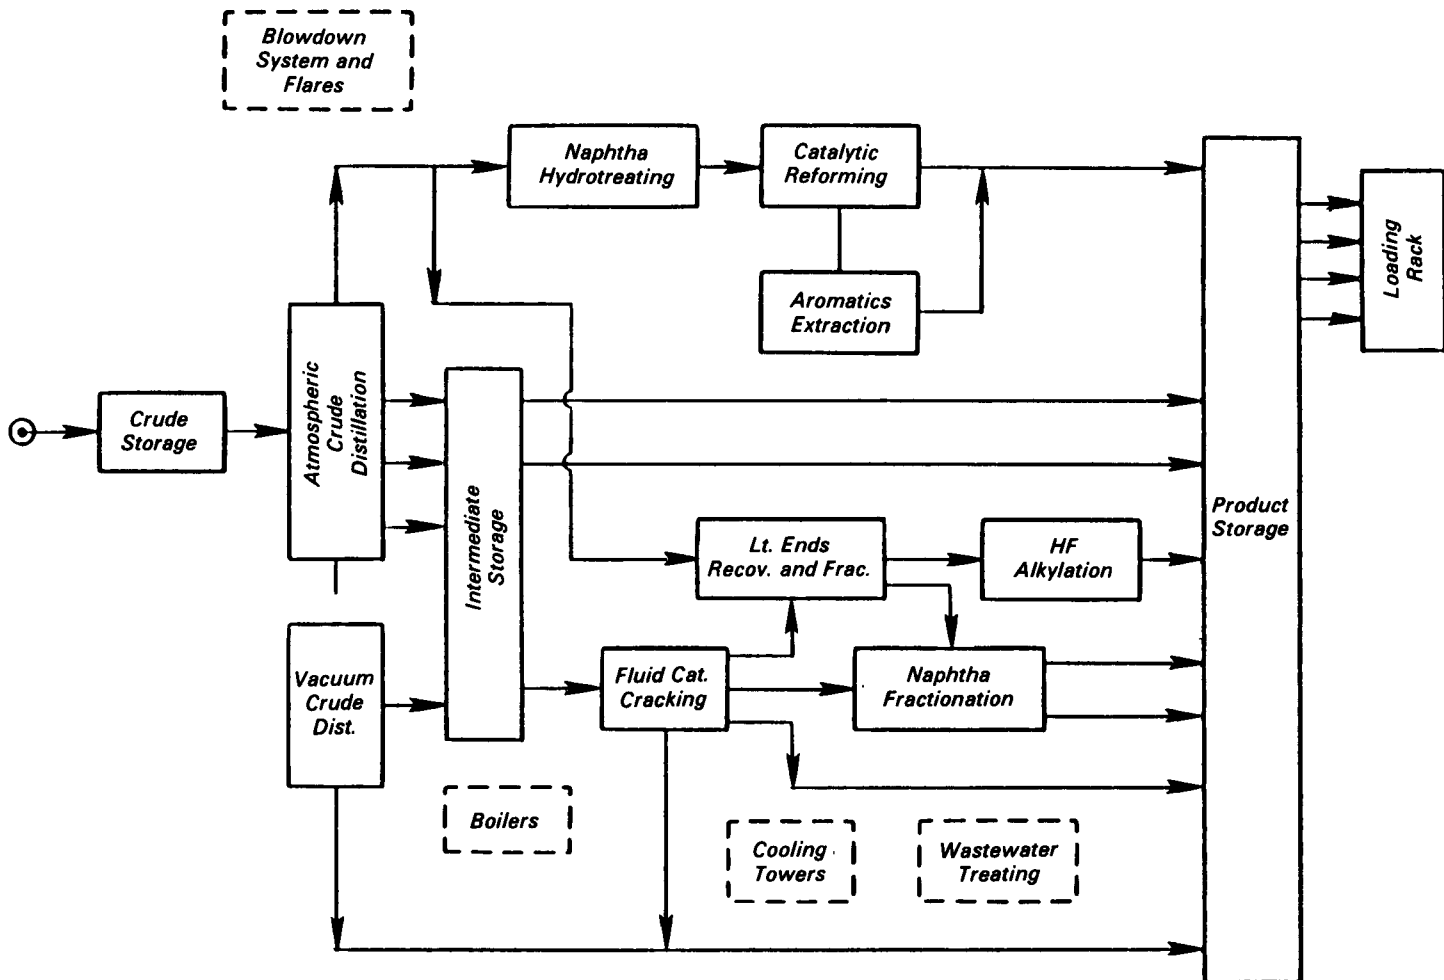 Blowdown
System and
Flares
Naphtha
Hydrotreating
Catalytic
Reforming
Aromatics
Extraction
Loading
Rack
Crude
Storage
Atmospheric
Crude
Distillation
Intermediate
Storage
Product
Storage
Lt. Ends
Recov. and Frac.
HF
Alkylation
Vacuum
Crude
Dist.
Fluid Cat.
Cracking
Naphtha
Fractionation
Boilers
Cooling
Towers
Wastewater
Treating